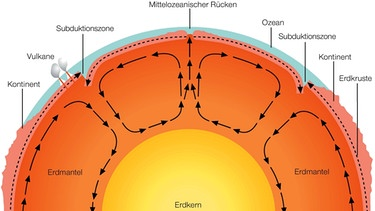 Mittelozeanischer Rücken
Subduktionszone
Ozean
Vulkane
Subduktionszone
Kontinent
Kontinent
Erdkruste
Erdmantel
Erdmantel
Erdkern